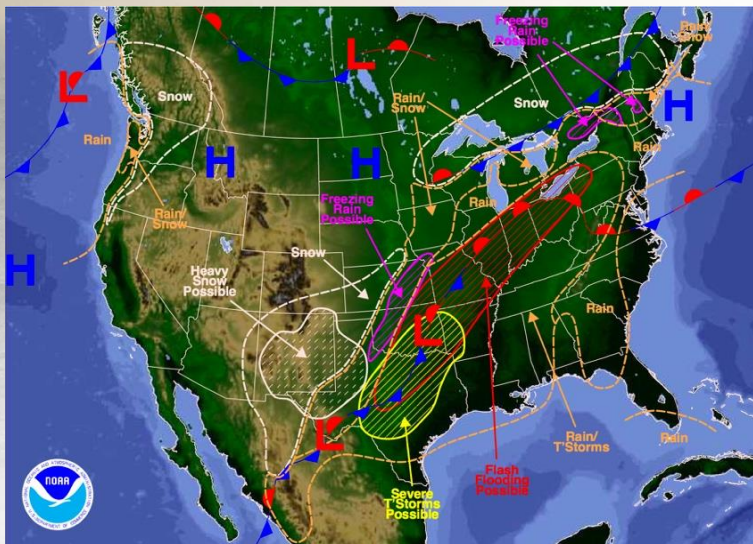 Freezing
Rain
Possible
Rain/
Snow
L
L
L
Snow
Rain/
Snow
Snow
H
Rain
Rain
H
H
Rain/
Snow
Freezing
Rain
Possible
Rain
Snow
H
Heavy
Snow
Possible
Rain
L
L
Rain
Rain/
T'Storms
Severe
T'Storms
Possible
Flash
Flooding
Possible
NOAA